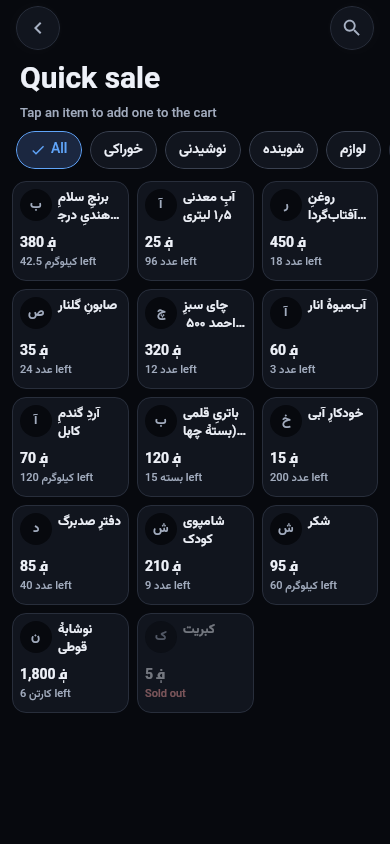 Quick sale
Tap an item to add one to the cart
All
خوراکی
نوشیدنی
شوینده
لوازم
ب
برنجِ سلامِ
هندیِ درجـ...
380 ؋
42.5 کیلوگرم left
آ
آبِ معدنی
۱٫۵ لیتری
25 ؋
96 عدد left
ر
روغنِ
آفتاب‌گردا...
450 ؋
18 عدد left
ص
صابونِ گلنار
35 ؋
24 عدد left
چ
چای سبزِ
احمد ۵۰۰...
320 ؋
12 عدد left
آ
آب‌میوهٔ انار
60 ؋
3 عدد left
آ
آردِ گندمِ
کابل
70 ؋
120 کیلوگرم left
ب
باتریِ قلمی
(بستهٔ چها...
120 ؋
15 بسته left
خ
خودکارِ آبی
15 ؋
200 عدد left
د
دفترِ صدبرگ
85 ؋
40 عدد left
ش
شامپوی
کودک
210 ؋
9 عدد left
ش
شکر
95 ؋
60 کیلوگرم left
ن
نوشابهٔ
قوطی
1,800 ؋
6 کارتن left
ک
کبریت
5 ؋
Sold out